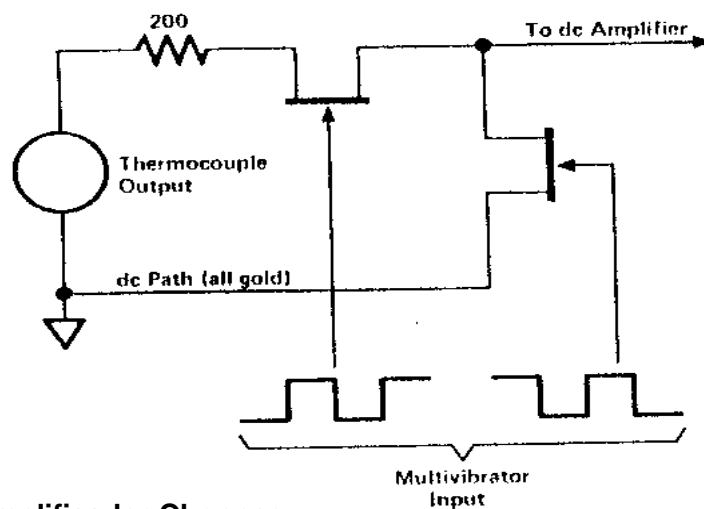 200
To dc Amplifier
Thermocouple
Output
dc Path (all gold)
Multivibrator
Input